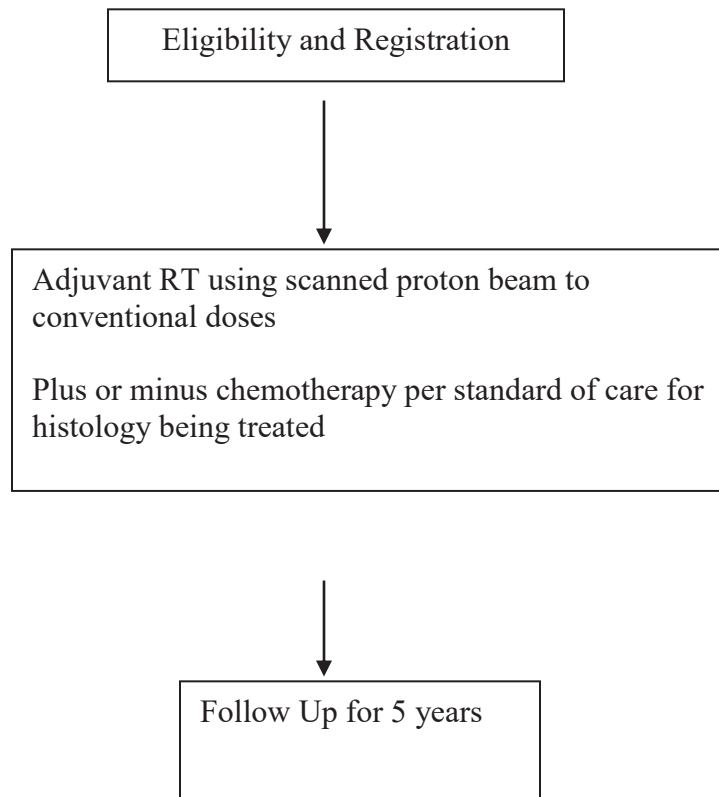 Eligibility and Registration
Adjuvant RT using scanned proton beam to
conventional doses
Plus or minus chemotherapy per standard of care for
histology being treated
Follow Up for 5 years